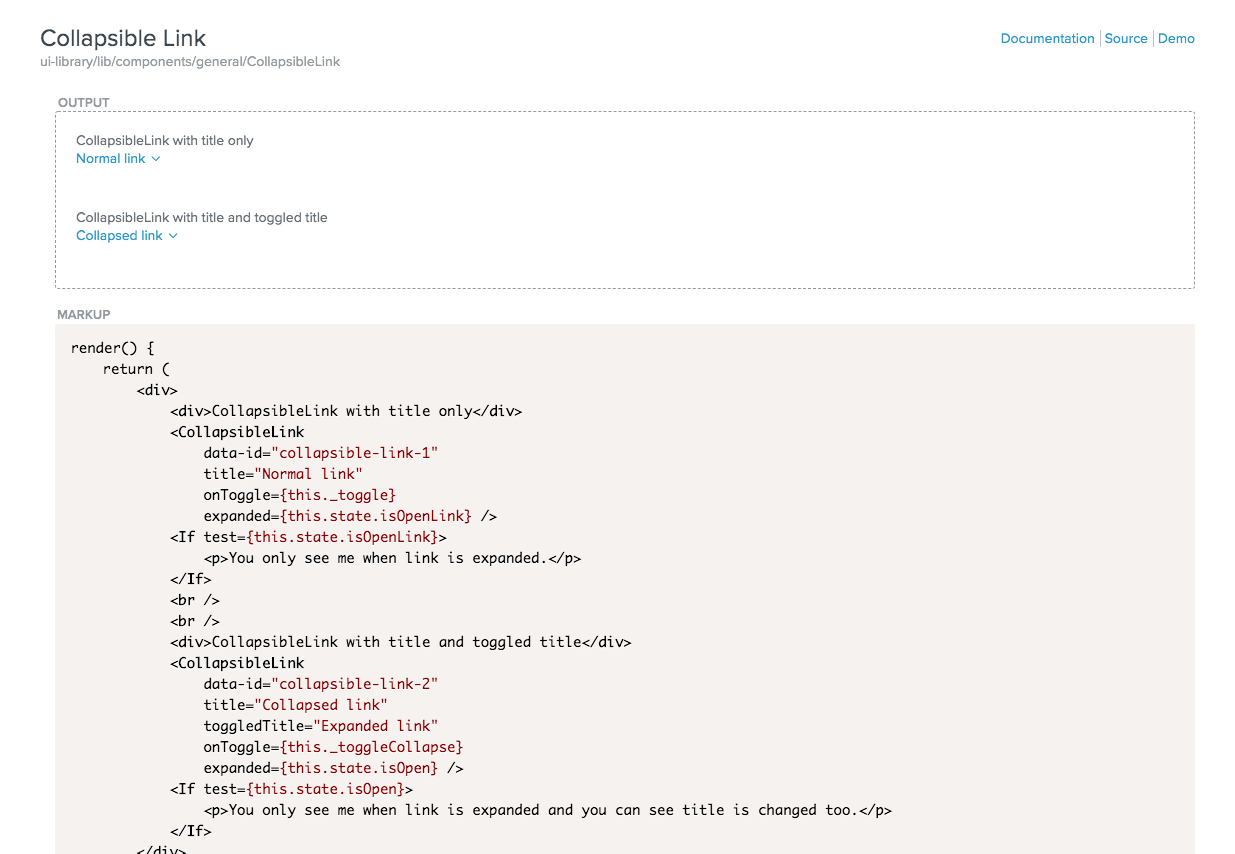 Collapsible Link
Documentation Source Demo
ui-library/lib/components/general/CollapsibleLink
OUTPUT
CollapsibleLink with title only
Normal link
CollapsibleLink with title and toggled title
Collapsed link
MARKUP
render() {
    return (
        <div>
            <div>CollapsibleLink with title only</div>
            <CollapsibleLink
                data-id="collapsible-link-1"
                title="Normal link"
                onToggle={this._toggle}
                expanded={this.state.isOpenLink} />
            <If test={this.state.isOpenLink}>
                <p>You only see me when link is expanded.</p>
            </If>
            <br />
            <br />
            <div>CollapsibleLink with title and toggled title</div>
            <CollapsibleLink
                data-id="collapsible-link-2"
                title="Collapsed link"
                toggledTitle="Expanded link"
                onToggle={this._toggleCollapse}
                expanded={this.state.isOpen} />
            <If test={this.state.isOpen}>
                <p>You only see me when link is expanded and you can see title is changed too.</p>
            </If>
        </div>